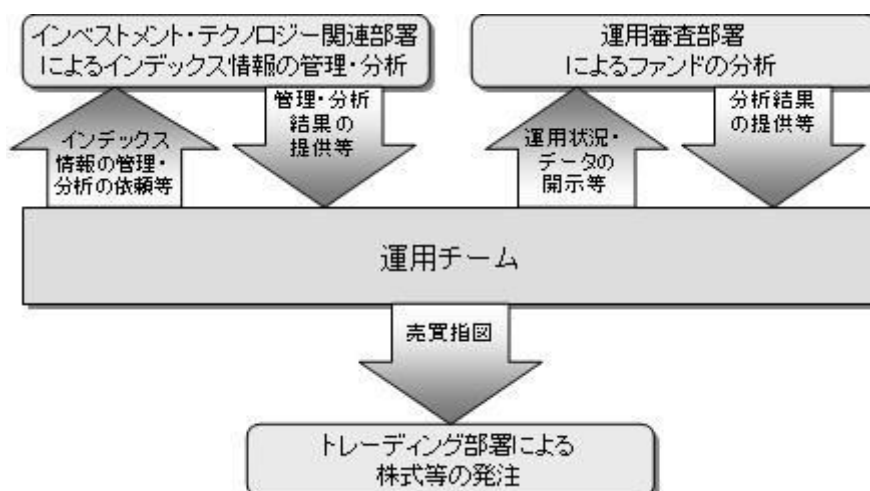 インベストメント・テクノロジー関連部署
によるインデックス情報の管理・分析
運用審査部署
によるファンドの分析
インデックス
情報の管理・
分析の依頼等
管理・分析
結果の
提供等
運用状況・
データの
開示等
分析結果
の提供等
運用チーム
売買指図
トレーディング部署による
株式等の発注